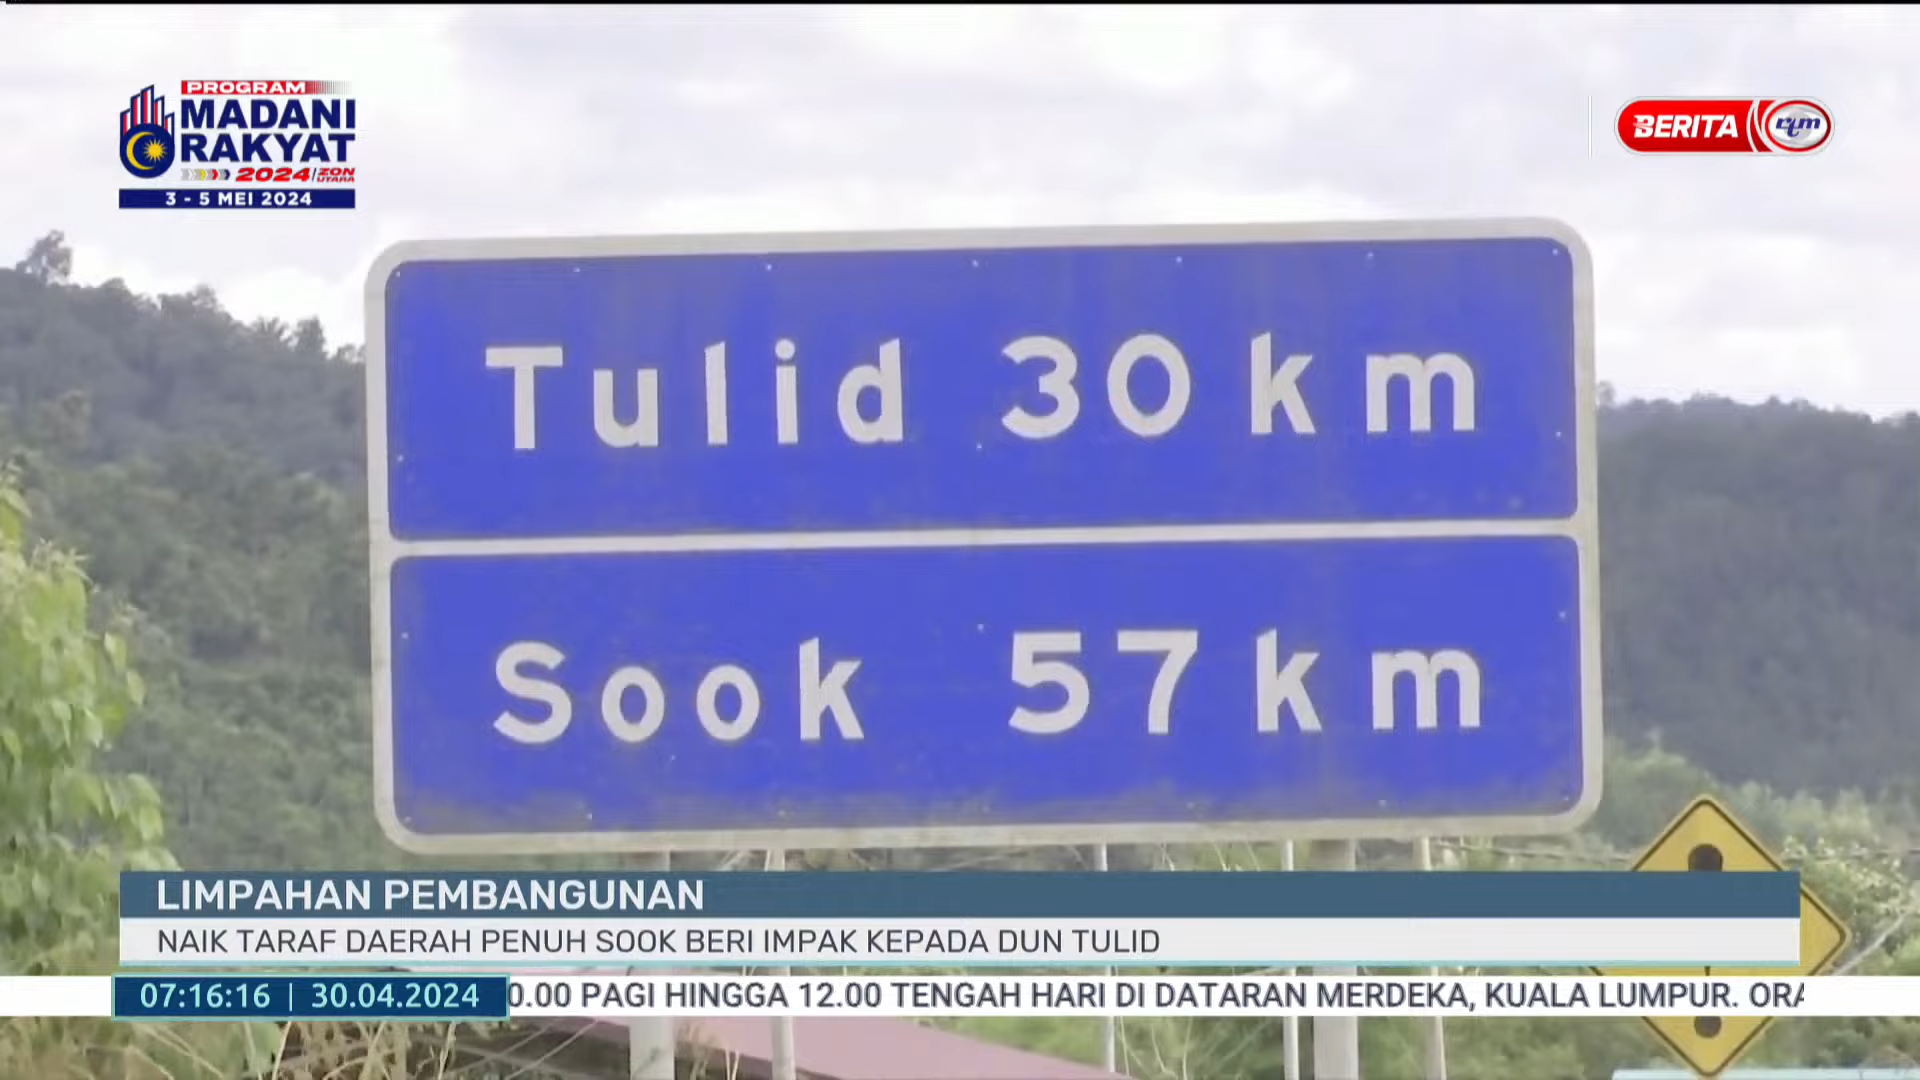 PROGRAM
MADANI
RAKYAT
2024 ZON UTARA
3 - 5 MEI 2024
BERITA rtm
Tulid 30 km
Sook 57 km
LIMPAHAN PEMBANGUNAN
NAIK TARAF DAERAH PENUH SOOK BERI IMPAK KEPADA DUN TULID
07:16:16 | 30.04.2024 0.00 PAGI HINGGA 12.00 TENGAH HARI DI DATARAN MERDEKA, KUALA LUMPUR.